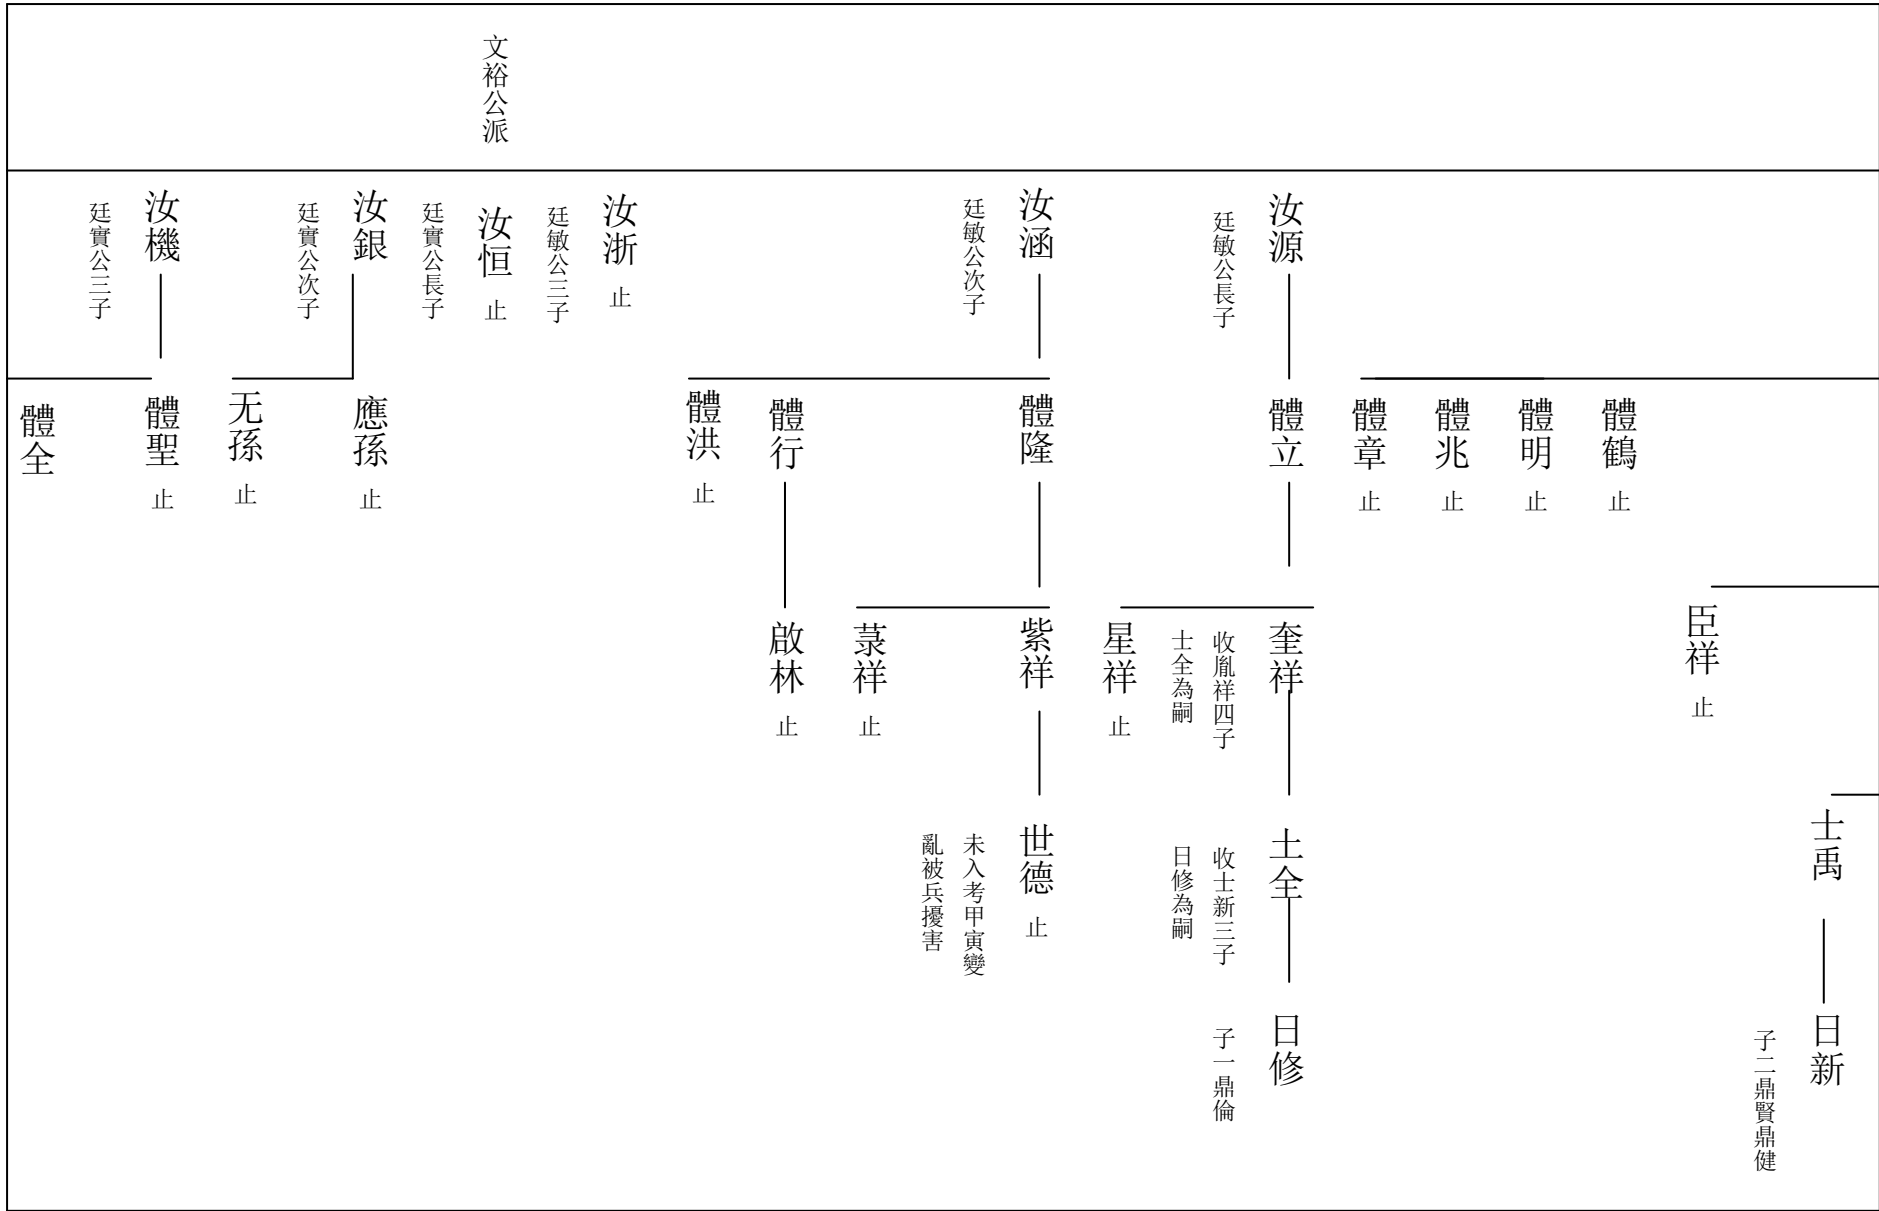 文裕公派
汝源
廷敏公長子
汝涵
廷敏公次子
汝浙 止
廷敏公三子
汝恒 止
廷實公長子
汝銀
廷實公次子
汝機
廷實公三子
體鶴 止
體明 止
體兆 止
體章 止
體立
體隆
體行
體洪 止
應孫 止
无孫 止
體聖 止
體全
臣祥 止
奎祥
收胤祥四子
士全為嗣
星祥 止
紫祥
菉祥 止
啟林 止
士禹
土全
收士新三子
日修為嗣
世德 止
未入考甲寅變
亂被兵擾害
日新
子二鼎賢鼎健
日修
子一鼎倫